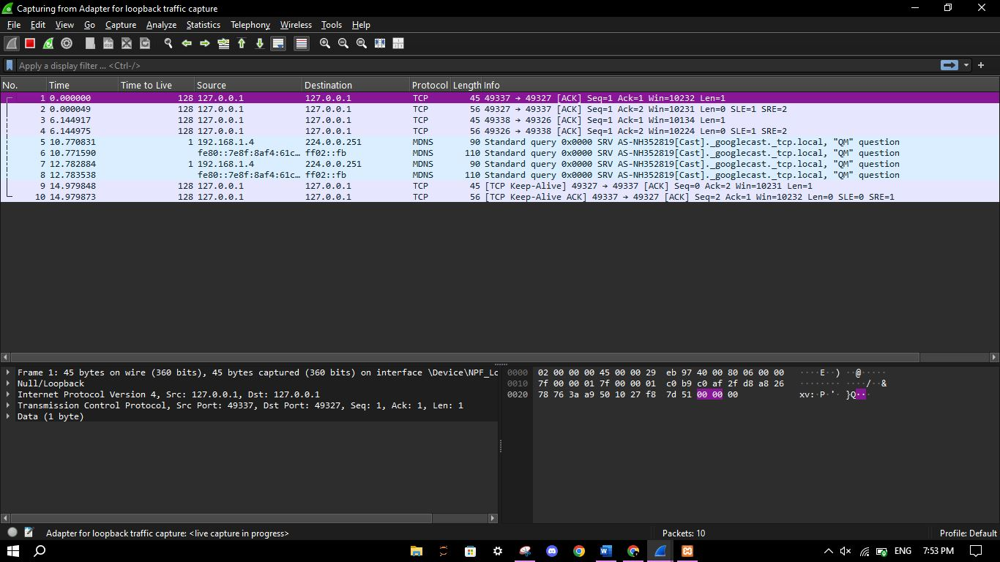 Capturing from Adapter for loopback traffic capture
File Edit View Go Capture Analyze Statistics Telephony Wireless Tools Help
Apply a display filter ... <Ctrl-/>
No. Time Time to Live Source Destination Protocol Length Info
1 0.000000 128 127.0.0.1 127.0.0.1 TCP 45 49337 → 49327 [ACK] Seq=1 Ack=1 Win=10232 Len=1
2 0.000049 128 127.0.0.1 127.0.0.1 TCP 56 49327 → 49337 [ACK] Seq=1 Ack=2 Win=10231 Len=0 SLE=1 SRE=2
3 6.144917 128 127.0.0.1 127.0.0.1 TCP 45 49338 → 49326 [ACK] Seq=1 Ack=1 Win=10134 Len=1
4 6.144975 128 127.0.0.1 127.0.0.1 TCP 56 49326 → 49338 [ACK] Seq=1 Ack=2 Win=10224 Len=0 SLE=1 SRE=2
5 10.770831 1 192.168.1.4 224.0.0.251 MDNS 90 Standard query 0x0000 SRV AS-NH352819[Cast]._googlecast._tcp.local, "QM" question
6 10.771590 fe80::7e8f:8af4:61c… ff02::fb MDNS 110 Standard query 0x0000 SRV AS-NH352819[Cast]._googlecast._tcp.local, "QM" question
7 12.782884 1 192.168.1.4 224.0.0.251 MDNS 90 Standard query 0x0000 SRV AS-NH352819[Cast]._googlecast._tcp.local, "QM" question
8 12.783538 fe80::7e8f:8af4:61c… ff02::fb MDNS 110 Standard query 0x0000 SRV AS-NH352819[Cast]._googlecast._tcp.local, "QM" question
9 14.979848 128 127.0.0.1 127.0.0.1 TCP 45 [TCP Keep-Alive] 49327 → 49337 [ACK] Seq=0 Ack=2 Win=10231 Len=1
10 14.979873 128 127.0.0.1 127.0.0.1 TCP 56 [TCP Keep-Alive ACK] 49337 → 49327 [ACK] Seq=2 Ack=1 Win=10232 Len=0 SLE=0 SRE=1
Frame 1: 45 bytes on wire (360 bits), 45 bytes captured (360 bits) on interface \Device\NPF_Lo
Null/Loopback
Internet Protocol Version 4, Src: 127.0.0.1, Dst: 127.0.0.1
Transmission Control Protocol, Src Port: 49337, Dst Port: 49327, Seq: 1, Ack: 1, Len: 1
Data (1 byte)
0000 02 00 00 00 45 00 00 29 eb 97 40 00 80 06 00 00 ····E··) ··@·····
0010 7f 00 00 01 7f 00 00 01 c0 b9 c0 af 2f d8 a8 26 ········ ····/··&
0020 78 76 3a a9 50 10 27 f8 7d 51 00 00 00 xv:·P·'· }Q···
Adapter for loopback traffic capture: <live capture in progress>
Packets: 10
Profile: Default
ENG 7:53 PM